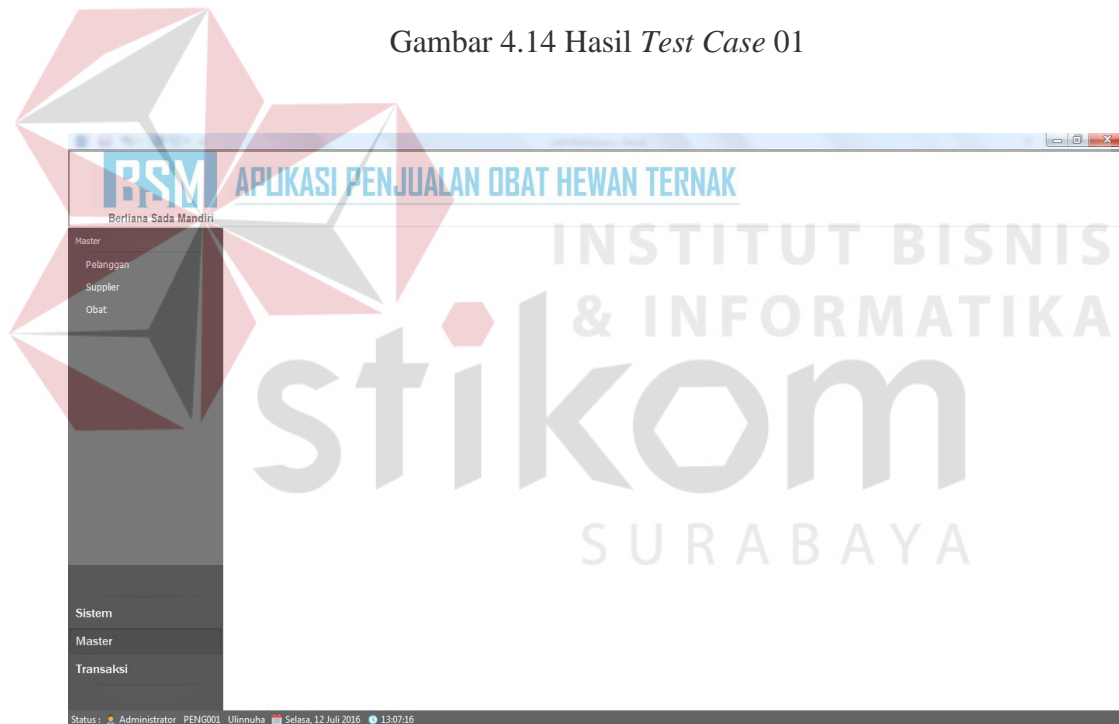 Gambar 4.14 Hasil Test Case 01
BSM
Berliana Sada Mandiri
APLIKASI PENJUALAN OBAT HEWAN TERNAK
Master
Pelanggan
Supplier
Obat
INSTITUT BISNIS
& INFORMATIKA
stikom
SURABAYA
Sistem
Master
Transaksi
Status : Administrator PENG001 Ulinnuha Selasa, 12 Juli 2016 13:07:16